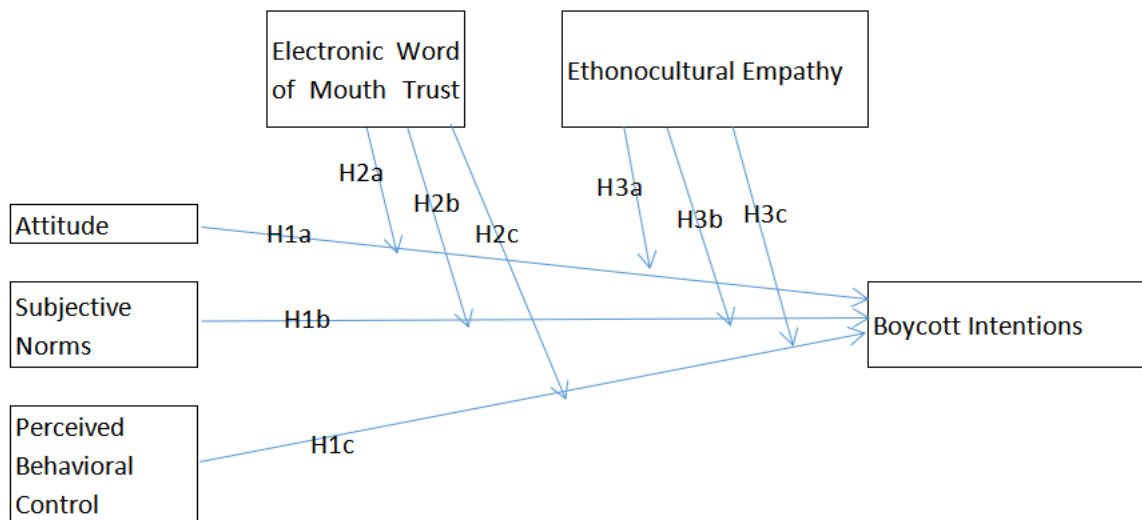 Electronic Word
of Mouth Trust
Ethonocultural Empathy
H2a
H2b
H2c
H3a
H3b
H3c
Attitude
H1a
Subjective
Norms
H1b
Boycott Intentions
Perceived
Behavioral
Control
H1c